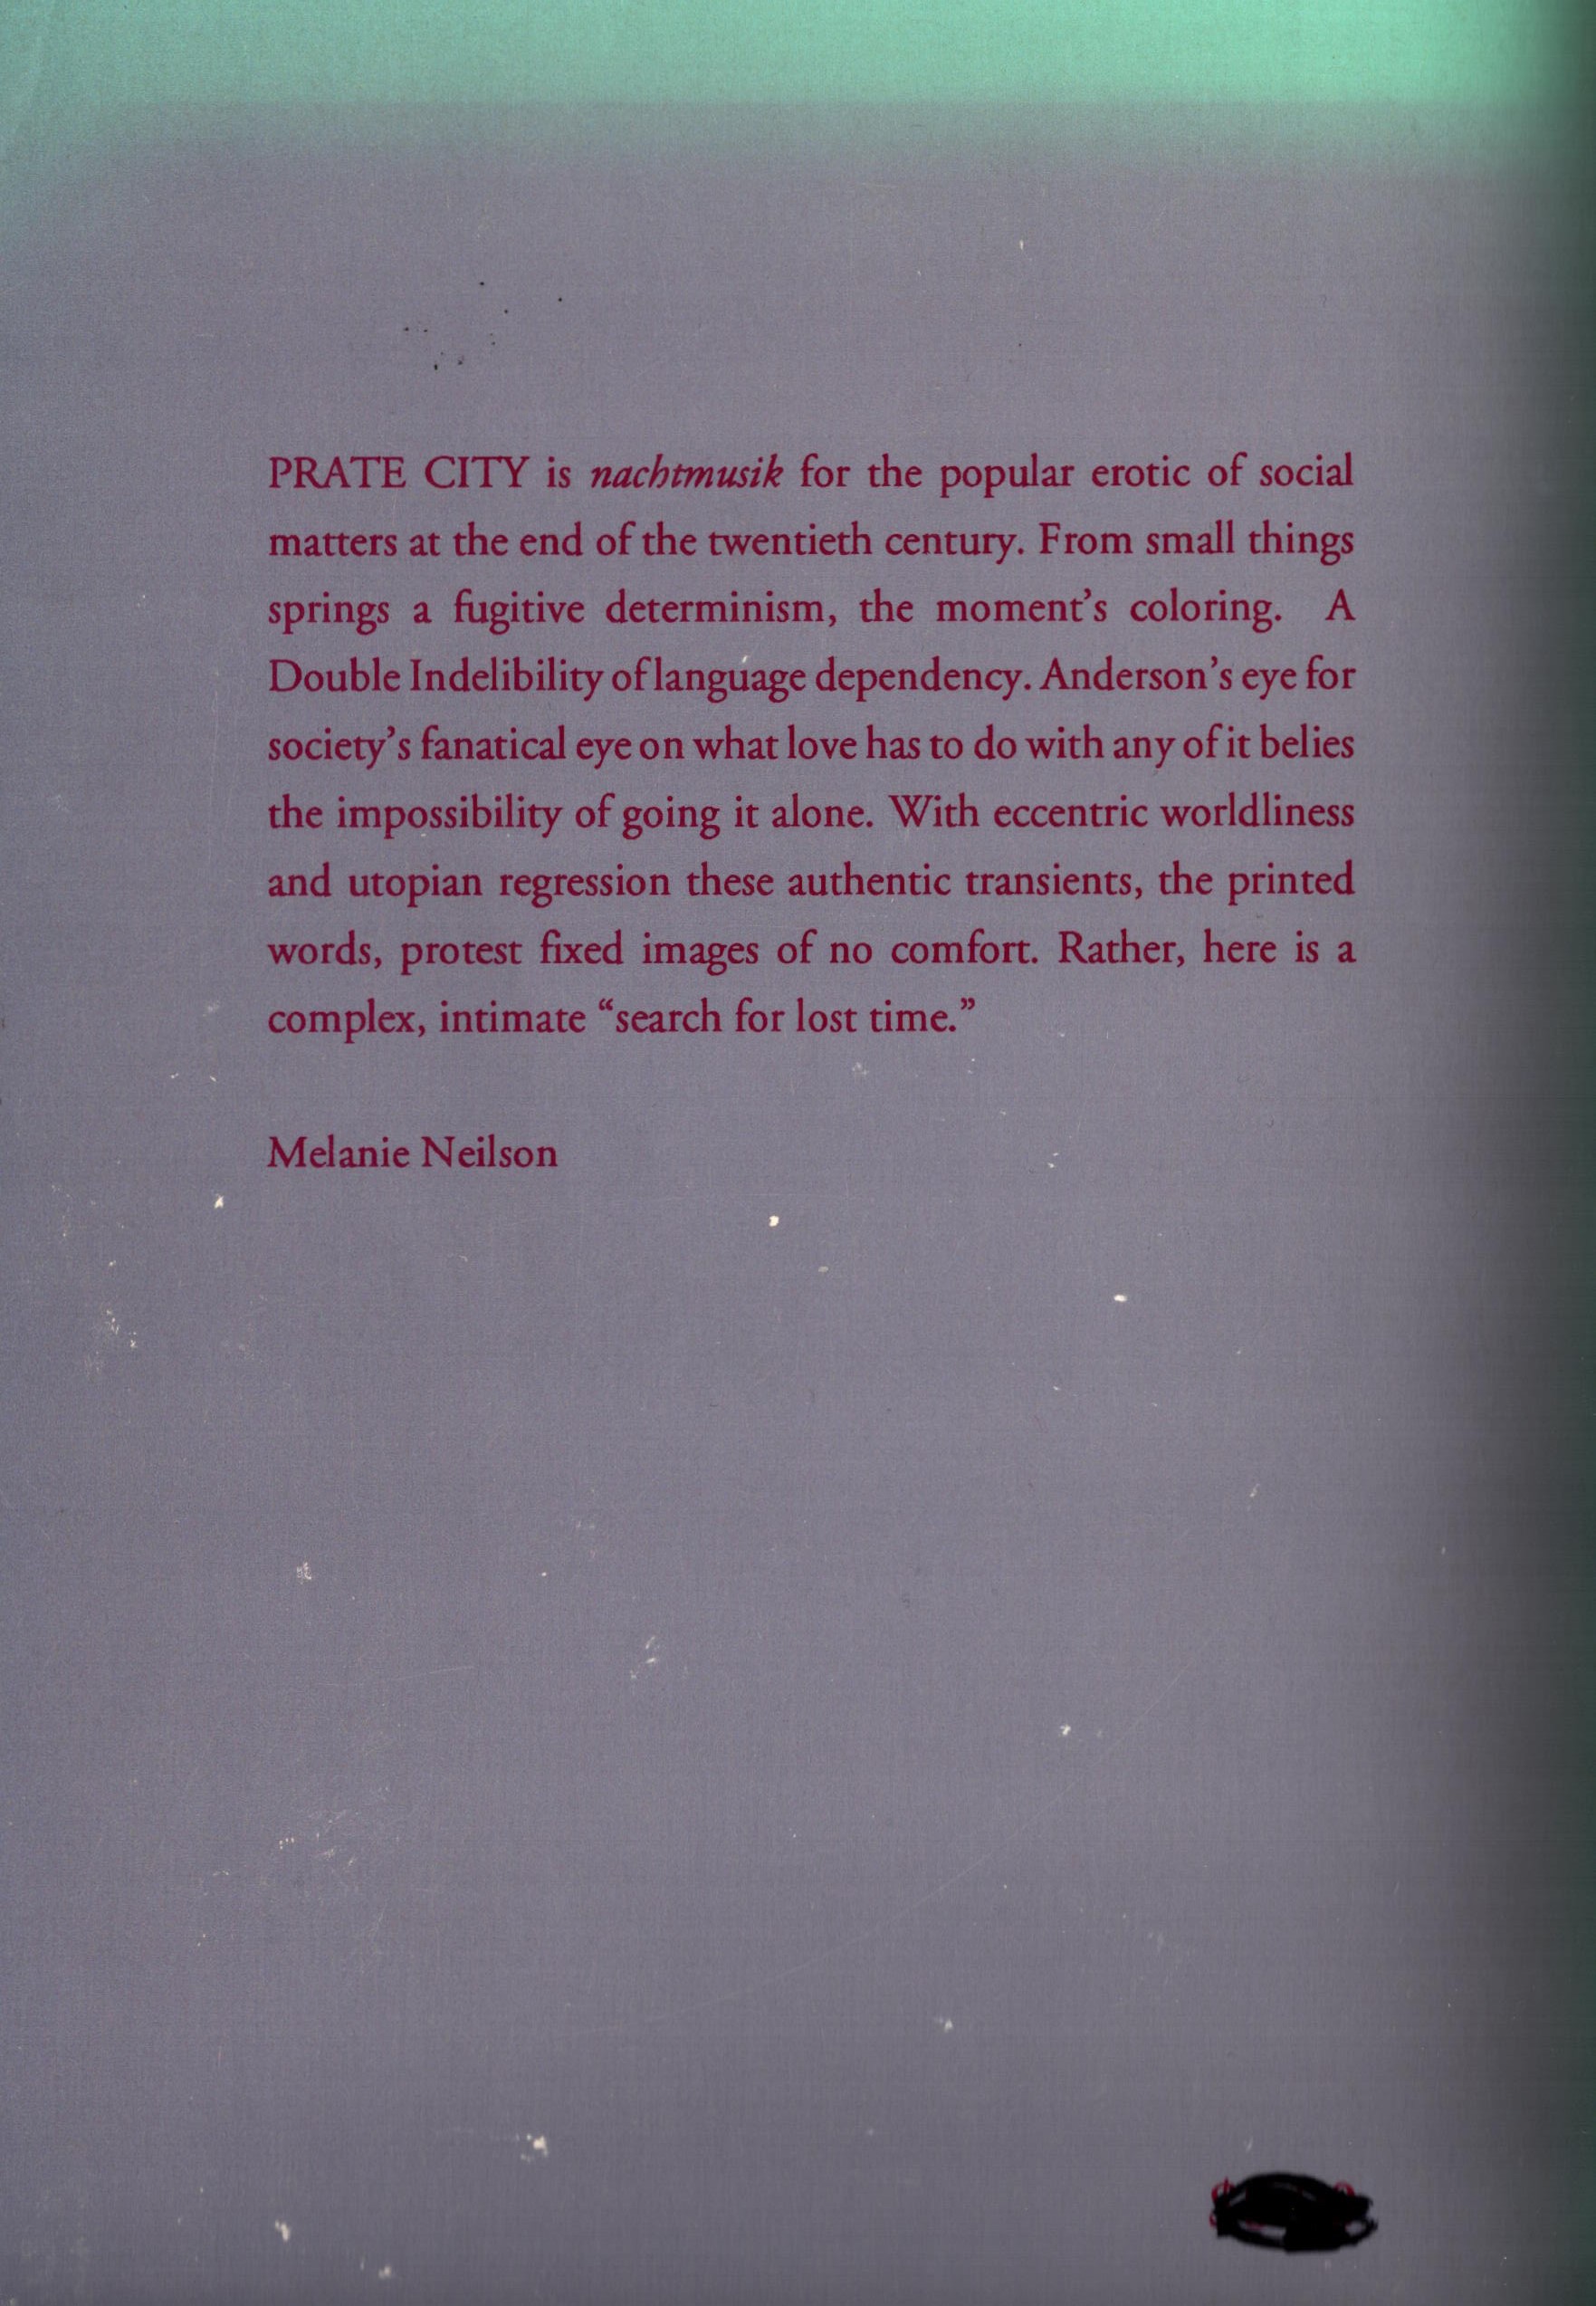 PRATE CITY is nachtmusik for the popular erotic of social
matters at the end of the twentieth century. From small things
springs a fugitive determinism, the moment’s coloring. A
Double Indelibility of language dependency. Anderson’s eye for
society’s fanatical eye on what love has to do with any of it belies
the impossibility of going it alone. With eccentric worldliness
and utopian regression these authentic transients, the printed
words, protest fixed images of no comfort. Rather, here is a
complex, intimate “search for lost time.”
Melanie Neilson